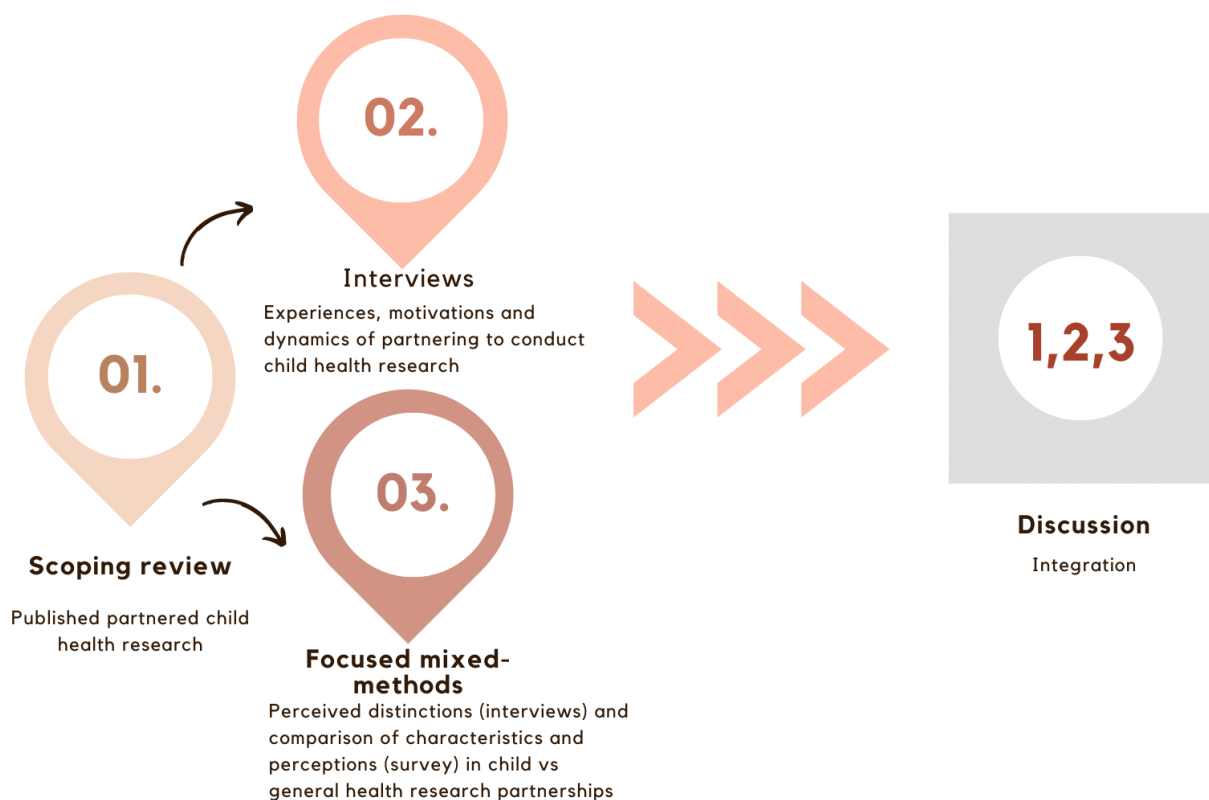 01.
Scoping review
Published partnered child
health research
02.
Interviews
Experiences, motivations and
dynamics of partnering to conduct
child health research
03.
Focused mixed-
methods
Perceived distinctions (interviews) and
comparison of characteristics and
perceptions (survey) in child vs
general health research partnerships
1,2,3
Discussion
Integration